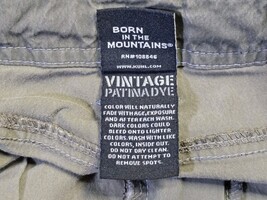 BORN
IN THE
MOUNTAINS®
RN#108846
WWW.KUHL.COM
VINTAGE
PATINADYE
COLOR WILL NATURALLY
FADE WITH AGE, EXPOSURE
AND AFTER EACH WASH.
DARK COLORS COULD
BLEED ONTO LIGHTER
COLORS. WASH WITH LIKE
COLORS, INSIDE OUT.
DO NOT DRY CLEAN.
DO NOT ATTEMPT TO
REMOVE SPOTS.